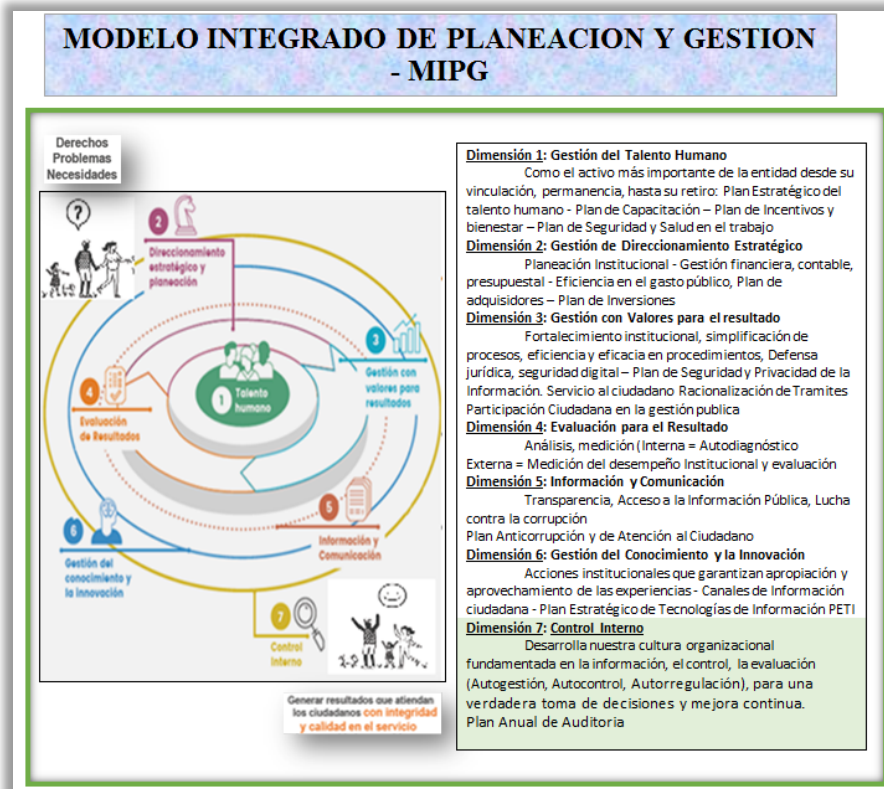 MODELO INTEGRADO DE PLANEACION Y GESTION
- MIPG
Derechos
Problemas
Necesidades
?
2
Direccionamiento
estratégico y
planeación
3
Gestión con
valores para
resultados
1
Talento
humano
4
Evaluación
de Resultados
5
Información y
Comunicación
6
Gestión del
conocimiento y
la innovación
7
Control
Interno
Generar resultados que atiendan
los ciudadanos con integridad
y calidad en el servicio
Dimensión 1: Gestión del Talento Humano
Como el activo más importante de la entidad desde su
vinculación, permanencia, hasta su retiro: Plan Estratégico del
talento humano - Plan de Capacitación – Plan de Incentivos y
bienestar – Plan de Seguridad y Salud en el trabajo
Dimensión 2: Gestión de Direccionamiento Estratégico
Planeación Institucional - Gestión financiera, contable,
presupuestal - Eficiencia en el gasto público, Plan de
adquisidores – Plan de Inversiones
Dimensión 3: Gestión con Valores para el resultado
Fortalecimiento institucional, simplificación de
procesos, eficiencia y eficacia en procedimientos, Defensa
jurídica, seguridad digital – Plan de Seguridad y Privacidad de la
Información. Servicio al ciudadano Racionalización de Tramites
Participación Ciudadana en la gestión publica
Dimensión 4: Evaluación para el Resultado
Análisis, medición (Interna = Autodiagnóstico
Externa = Medición del desempeño Institucional y evaluación
Dimensión 5: Información y Comunicación
Transparencia, Acceso a la Información Pública, Lucha
contra la corrupción
Plan Anticorrupción y de Atención al Ciudadano
Dimensión 6: Gestión del Conocimiento y la Innovación
Acciones institucionales que garantizan apropiación y
aprovechamiento de las experiencias - Canales de Información
ciudadana - Plan Estratégico de Tecnologías de Información PETI
Dimensión 7: Control Interno
Desarrolla nuestra cultura organizacional
fundamentada en la información, el control, la evaluación
(Autogestión, Autocontrol, Autorregulación), para una
verdadera toma de decisiones y mejora continua.
Plan Anual de Auditoria